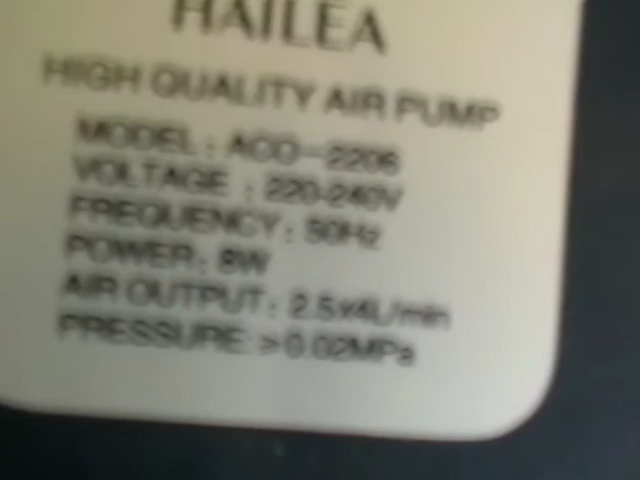 HAILEA
HIGH QUALITY AIR PUMP
MODEL: ACO-2206
VOLTAGE : 220-240V
FREQUENCY: 50Hz
POWER: 8W
AIR OUTPUT: 2.5x4L/min
PRESSURE: >0.02MPa